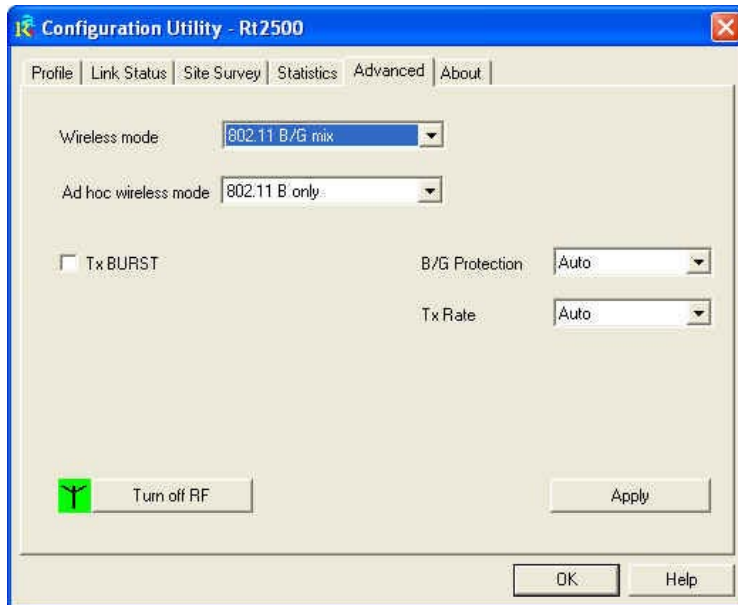 Configuration Utility - Rt2500
Profile Link Status Site Survey Statistics Advanced About
Wireless mode 802.11 B/G mix
Ad hoc wireless mode 802.11 B only
Tx BURST B/G Protection Auto
Tx Rate Auto
Turn off RF Apply
OK Help